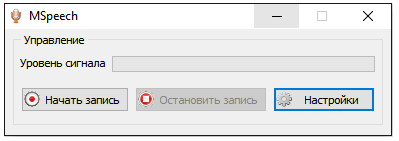 MSpeech
Управление
Уровень сигнала
Начать запись Остановить запись Настройки